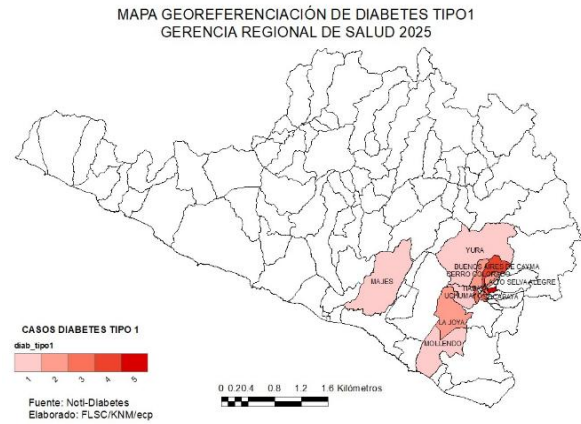 MAPA GEOREFERENCIACIÓN DE DIABETES TIPO1
GERENCIA REGIONAL DE SALUD 2025
YURA
BUENOS AIRES DE CAYMA
CERRO COLORADO
ALTO SELVA ALEGRE
MAJES
UCHUMAYO
LA JOYA
MOLLENDO
CASOS DIABETES TIPO 1
diab_tipo1
1 2 3 4 5
0 0.20.4 0.8 1.2 1.6 Kilómetros
Fuente: Noti-Diabetes
Elaborado: FLSC/KNM/ecp